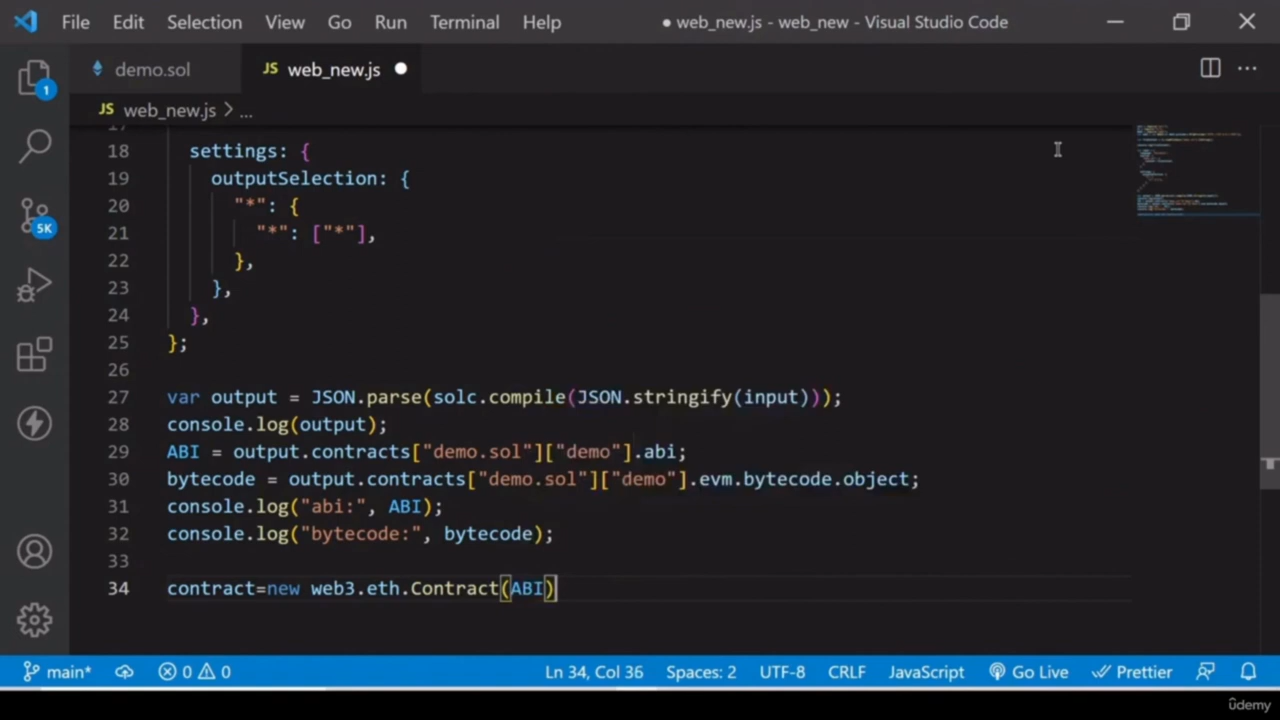 File Edit Selection View Go Run Terminal Help ● web_new.js - web_new - Visual Studio Code
demo.sol JS web_new.js ●
JS web_new.js > ...
1
5K
17
18 settings: {
19 outputSelection: {
20 "*": {
21 "*": ["*"],
22 },
23 },
24 },
25 };
26
27 var output = JSON.parse(solc.compile(JSON.stringify(input)));
28 console.log(output);
29 ABI = output.contracts["demo.sol"]["demo"].abi;
30 bytecode = output.contracts["demo.sol"]["demo"].evm.bytecode.object;
31 console.log("abi:", ABI);
32 console.log("bytecode:", bytecode);
33
34 contract=new web3.eth.Contract(ABI)
main* 0 0 Ln 34, Col 36 Spaces: 2 UTF-8 CRLF JavaScript Go Live Prettier
ûdemy